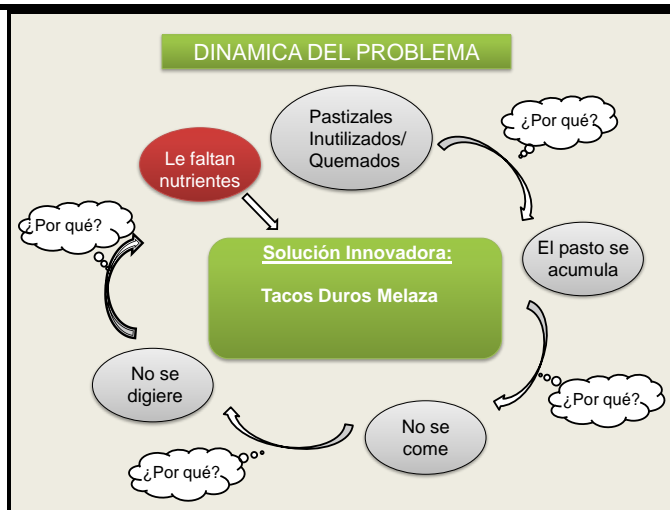 DINAMICA DEL PROBLEMA
Pastizales
Inutilizados/
Quemados
¿Por qué?
El pasto se
acumula
¿Por qué?
No se
come
¿Por qué?
No se
digiere
¿Por qué?
Le faltan
nutrientes
Solución Innovadora:
Tacos Duros Melaza